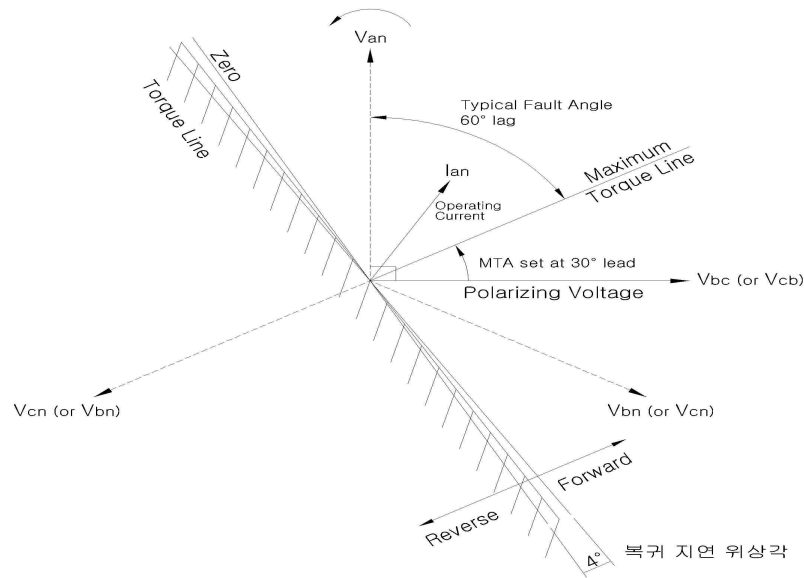 Van
Zero
Torque Line
Typical Fault Angle
60° lag
Maximum
Torque Line
Ian
Operating
Current
MTA set at 30° lead
Polarizing Voltage
Vbc (or Vcb)
Vcn (or Vbn)
Vbn (or Vcn)
Forward
Reverse
4°
복귀 지연 위상각